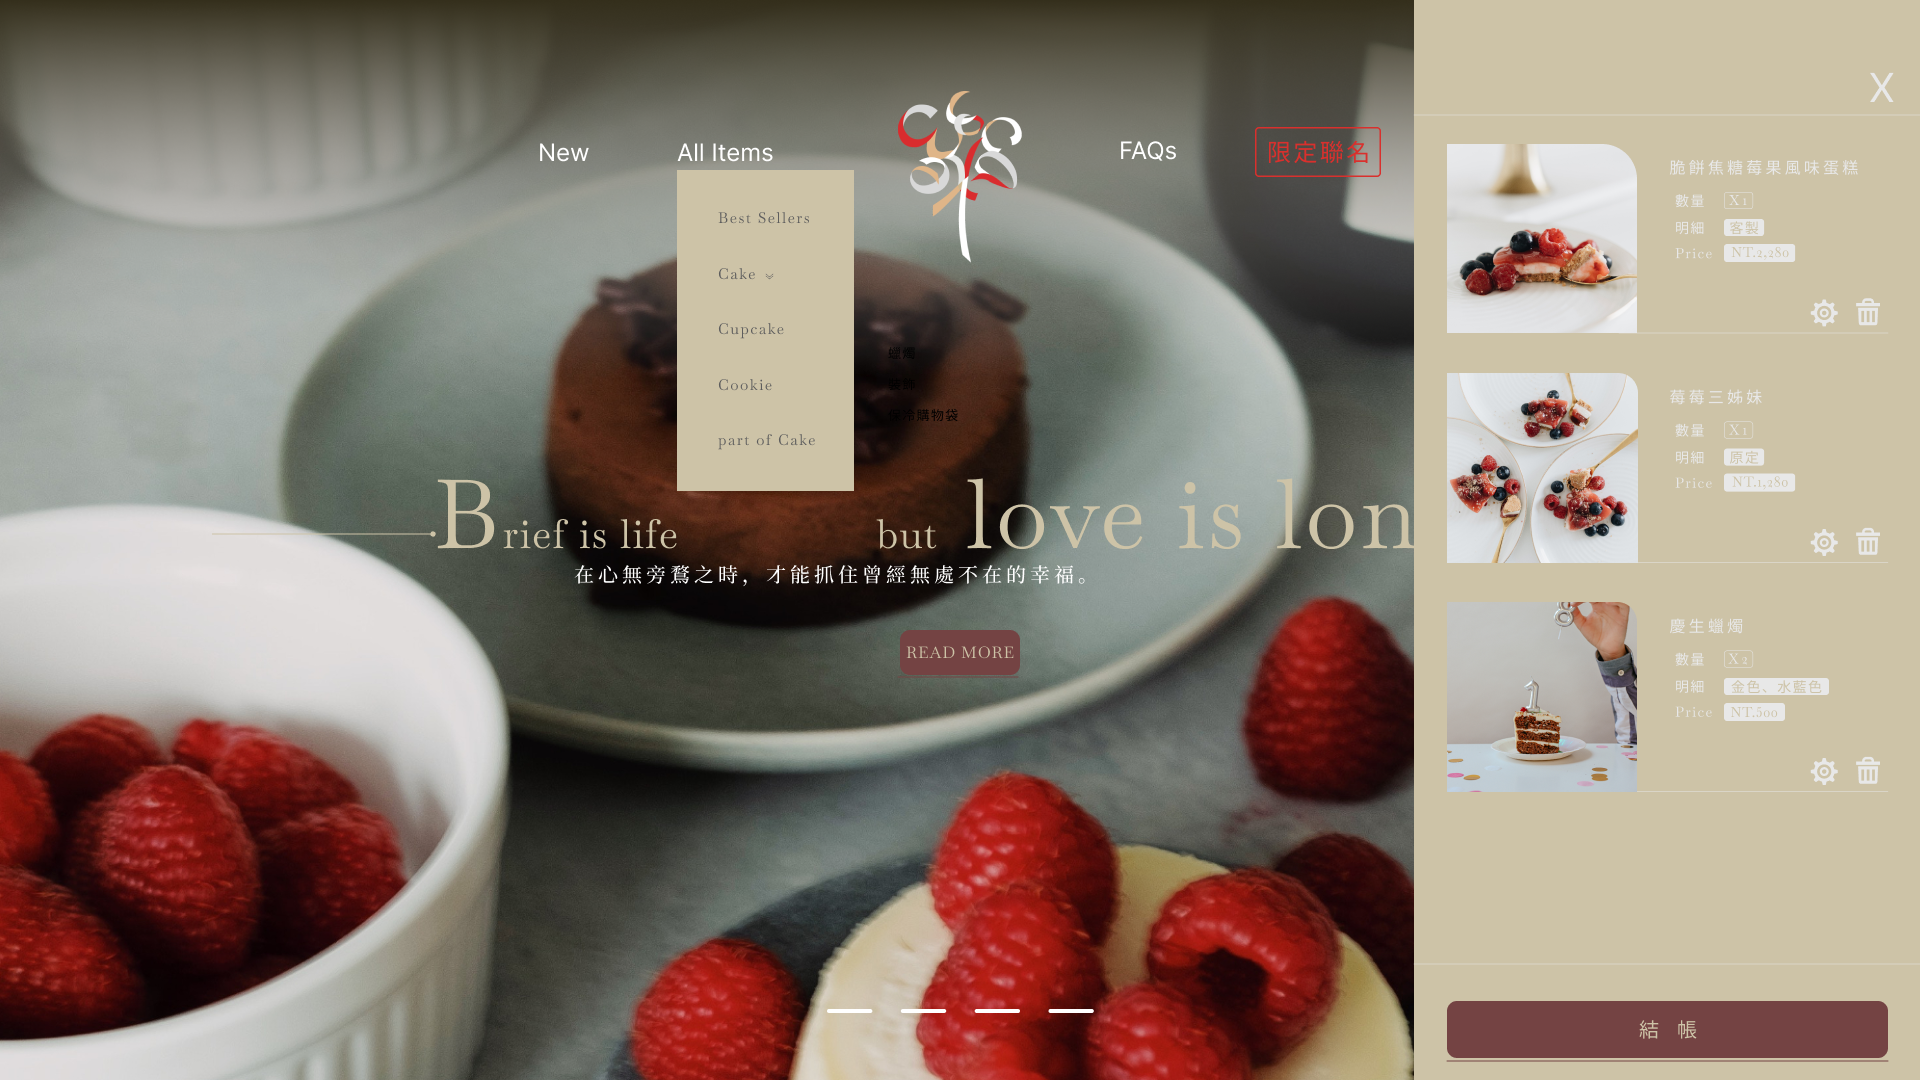 New
All Items
FAQs
限定聯名
Best Sellers
Cake
Cupcake
Cookie
part of Cake
蠟燭
保冷購物袋
Brief is life but love is lon
在心無旁鶩之時，才能抓住曾經無處不在的幸福。
READ MORE
X
脆餅焦糖莓果風味蛋糕
數量 X1
明細 客製
Price NT.2,280
莓莓三姊妹
數量 X1
明細 原定
Price NT.1,280
慶生蠟燭
數量 X2
明細 金色、水藍色
Price NT.500
結帳